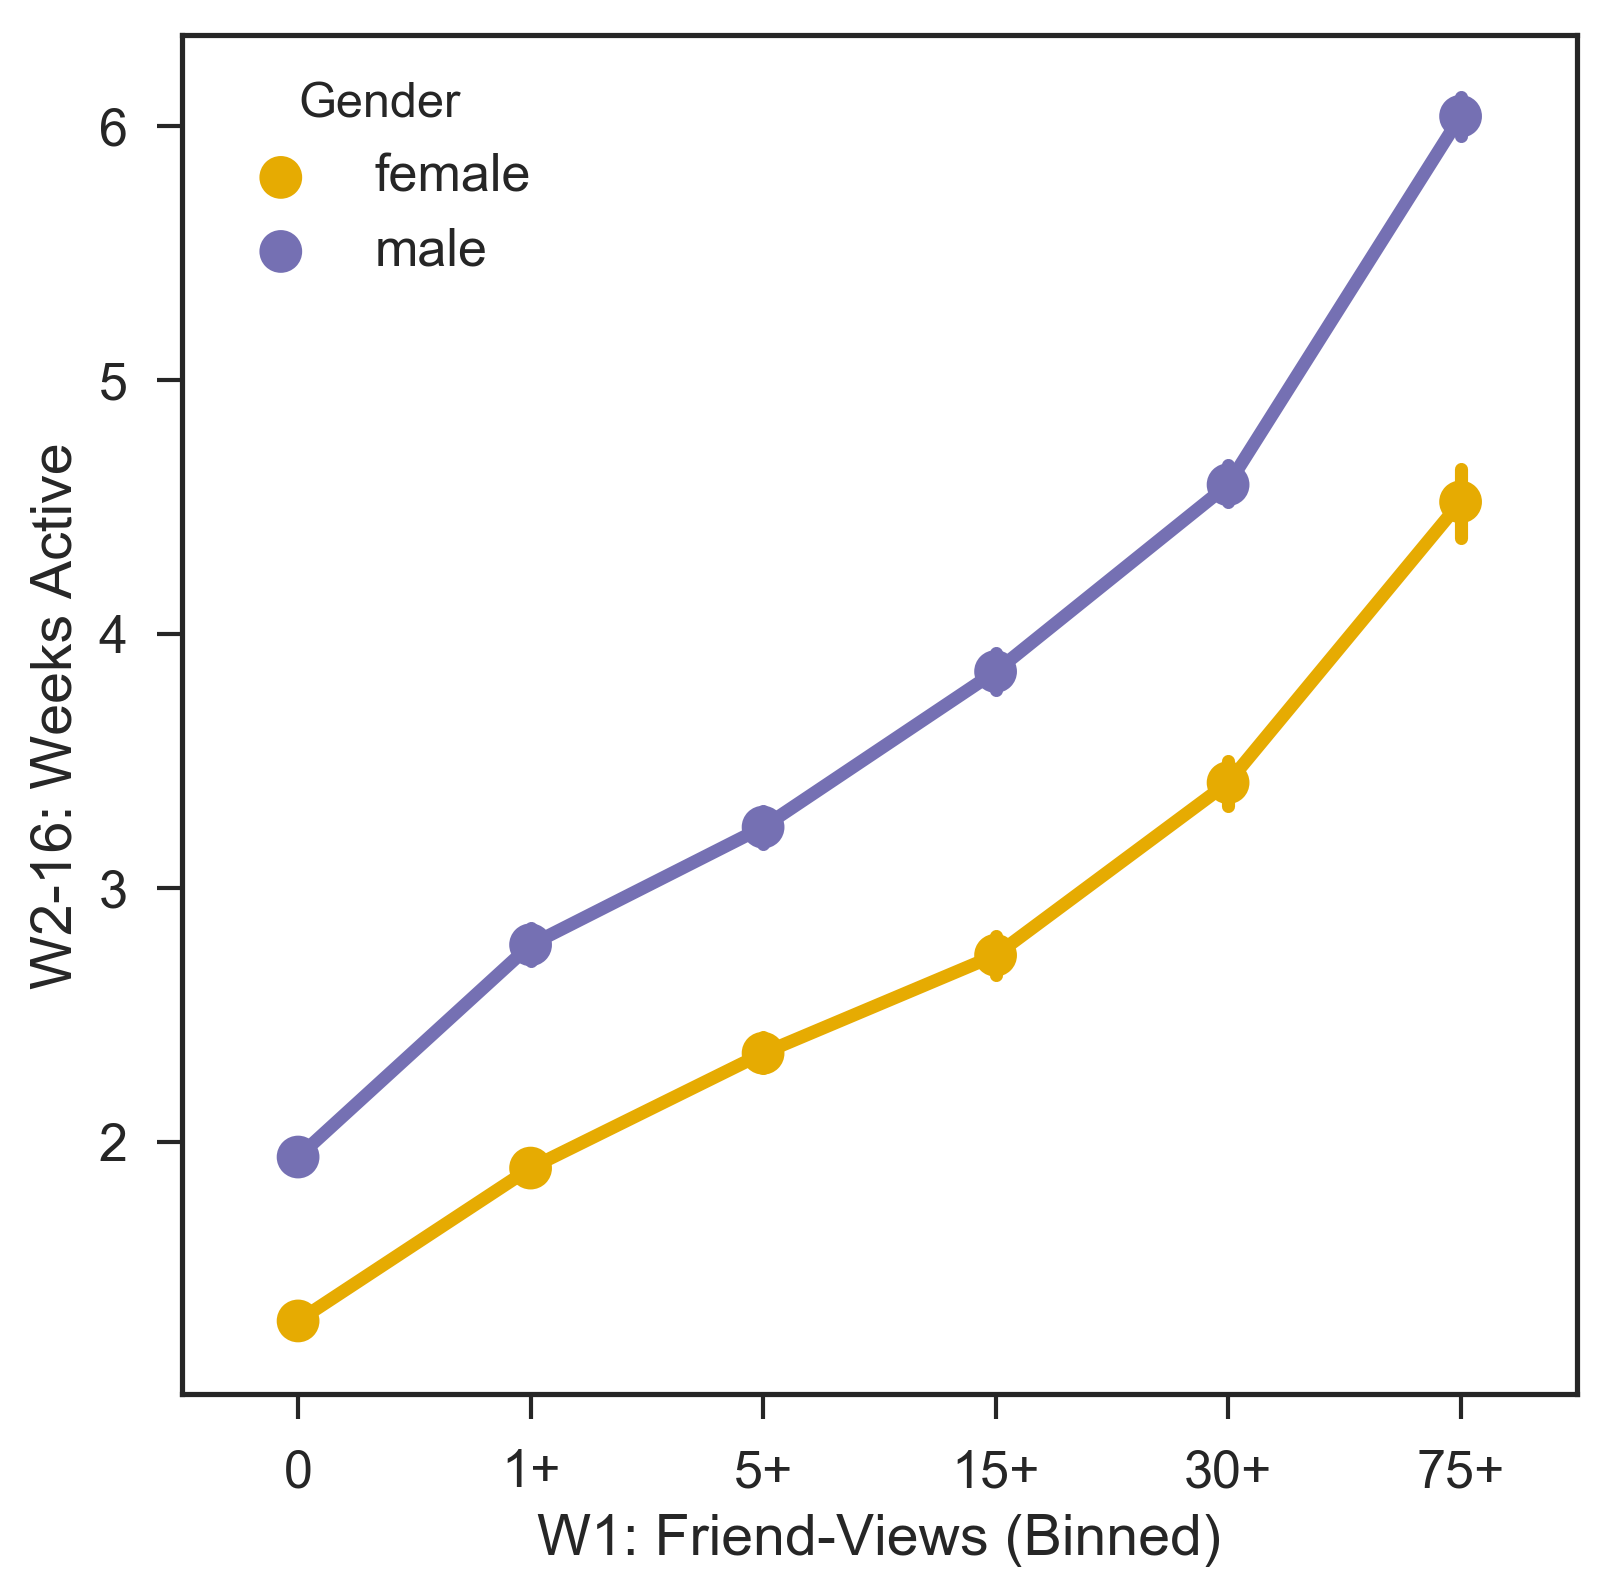 Gender
female
male
6
5
4
3
2
W2-16: Weeks Active
0 1+ 5+ 15+ 30+ 75+
W1: Friend-Views (Binned)